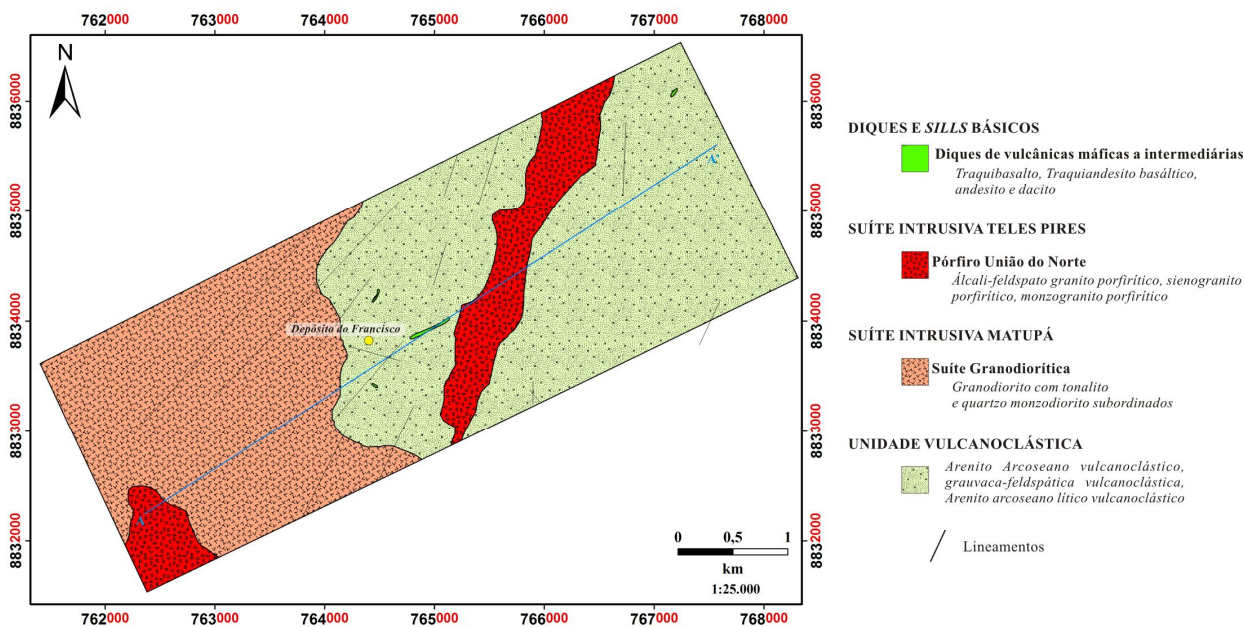 762000 763000 764000 765000 766000 767000 768000
N
8836000
8835000
8834000
8833000
8832000
8836000
8835000
8834000
8833000
8832000
A'
Depósito do Francisco
A
0 0,5 1
km
1:25.000
762000 763000 764000 765000 766000 767000 768000
DIQUES E SILLS BÁSICOS
Diques de vulcânicas máficas a intermediárias
Traquibasalto, Traquiandesito basáltico,
andesito e dacito
SUÍTE INTRUSIVA TELES PIRES
Pórfiro União do Norte
Álcali-feldspato granito porfirítico, sienogranito
porfirítico, monzogranito porfirítico
SUÍTE INTRUSIVA MATUPÁ
Suíte Granodiorítica
Granodiorito com tonalito
e quartzo monzodiorito subordinados
UNIDADE VULCANOCLÁSTICA
Arenito Arcoseano vulcanoclástico,
grauvaca-feldspática vulcanoclástica,
Arenito arcoseano lítico vulcanoclástico
Lineamentos